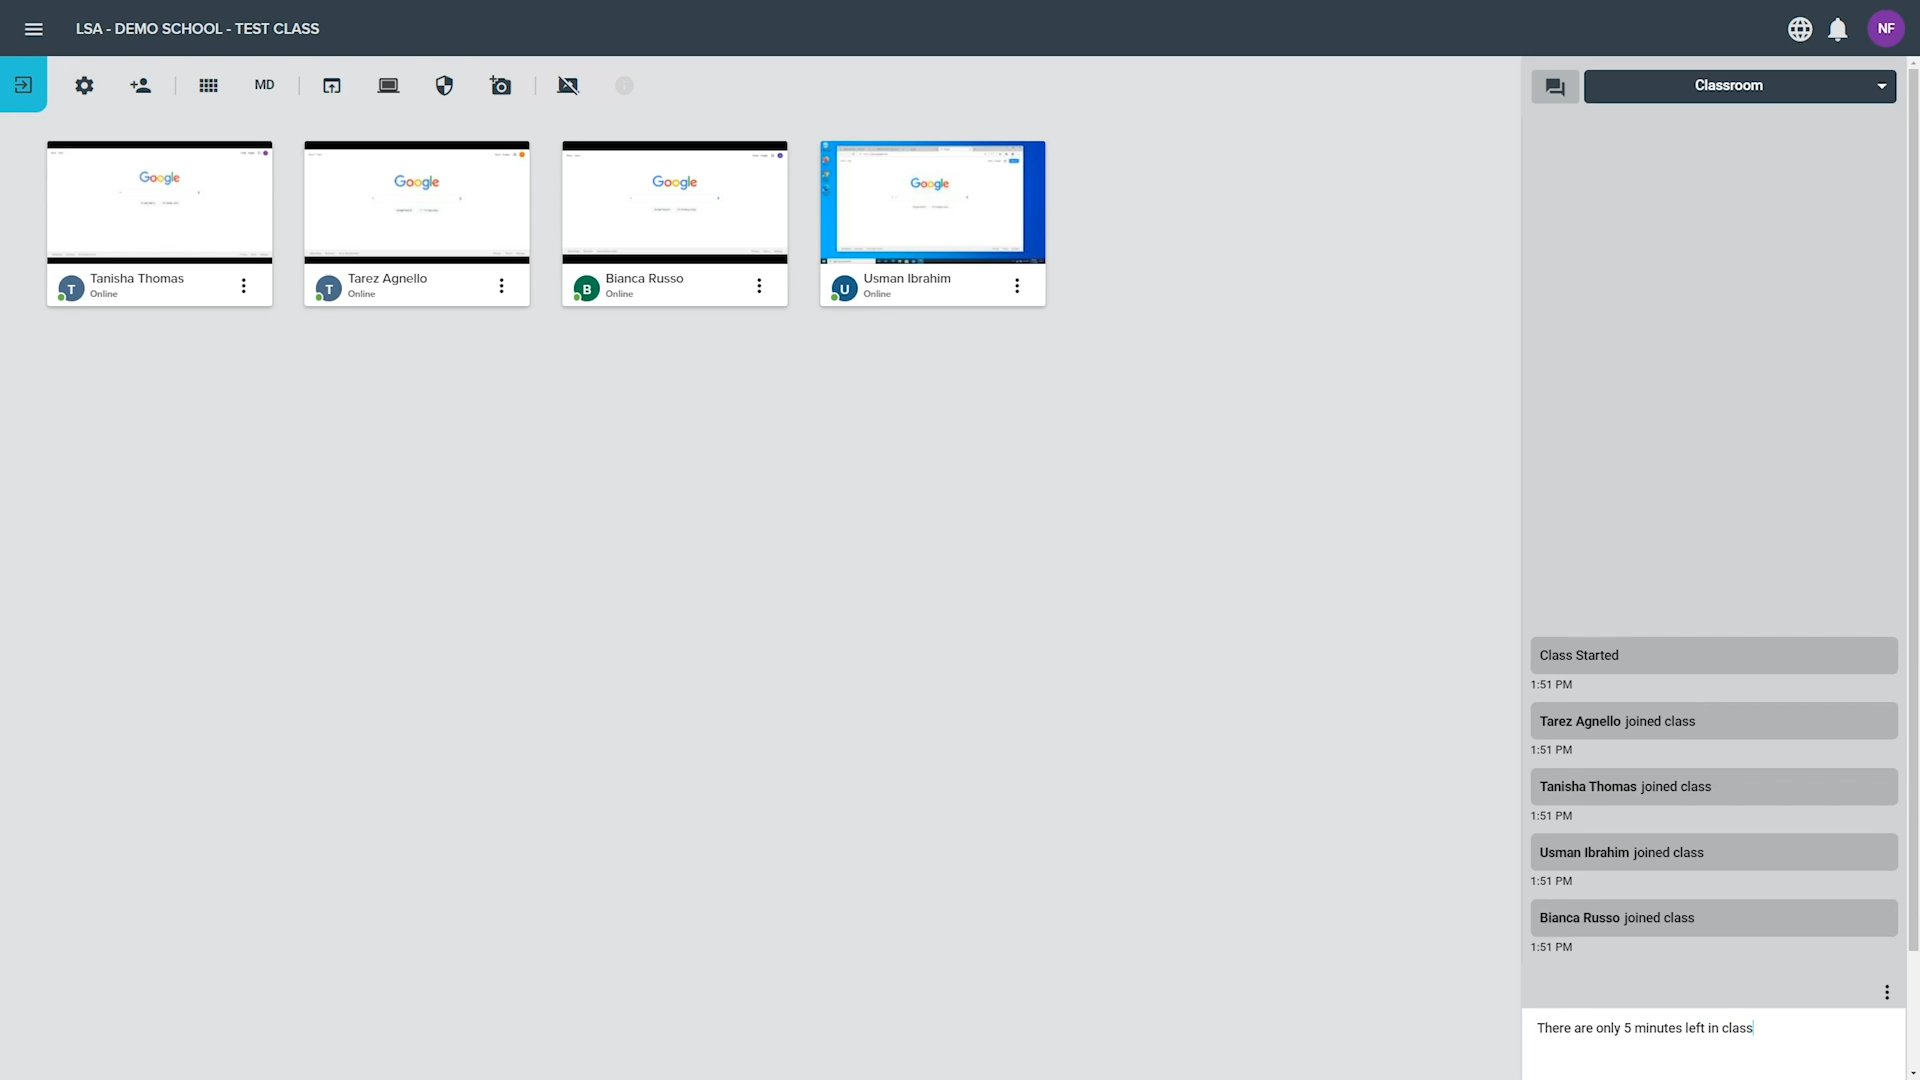 LSA - DEMO SCHOOL - TEST CLASS
NF
MD
Classroom
Google
Google
Google
Google
T
Tanisha Thomas
Online
T
Tarez Agnello
Online
B
Bianca Russo
Online
U
Usman Ibrahim
Online
Class Started
1:51 PM
Tarez Agnello joined class
1:51 PM
Tanisha Thomas joined class
1:51 PM
Usman Ibrahim joined class
1:51 PM
Bianca Russo joined class
1:51 PM
There are only 5 minutes left in class